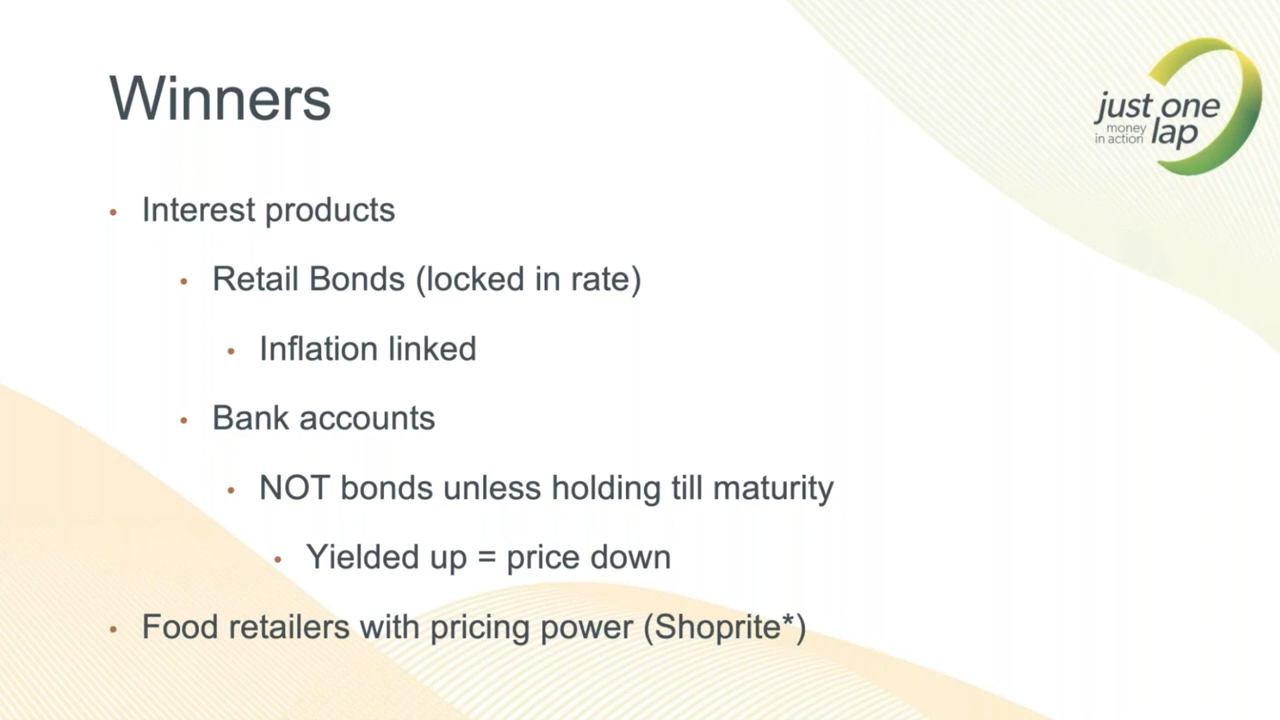 Winners
just one
money
in action lap
• Interest products
• Retail Bonds (locked in rate)
• Inflation linked
• Bank accounts
• NOT bonds unless holding till maturity
• Yielded up = price down
• Food retailers with pricing power (Shoprite*)